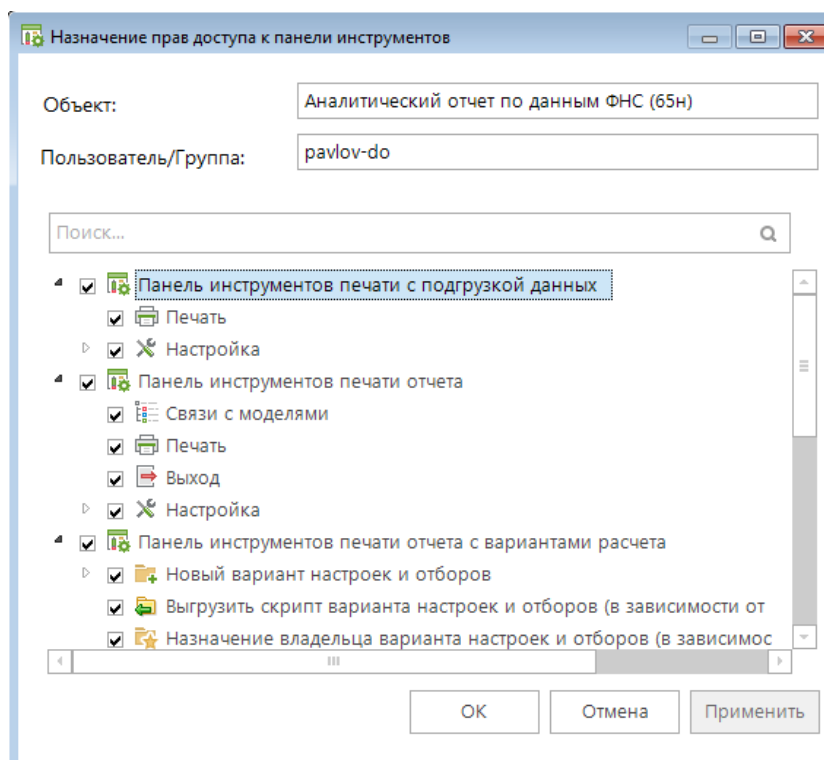 Назначение прав доступа к панели инструментов
Объект: Аналитический отчет по данным ФНС (65н)
Пользователь/Группа: pavlov-do
Поиск...
Панель инструментов печати с подгрузкой данных
Печать
Настройка
Панель инструментов печати отчета
Связи с моделями
Печать
Выход
Настройка
Панель инструментов печати отчета с вариантами расчета
Новый вариант настроек и отборов
Выгрузить скрипт варианта настроек и отборов (в зависимости от
Назначение владельца варианта настроек и отборов (в зависимос
ОК Отмена Применить